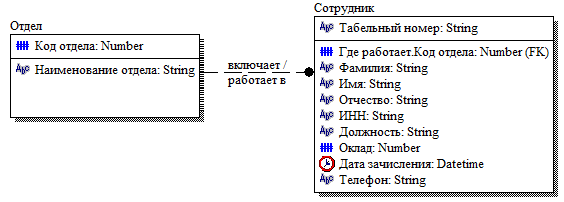 Отдел
Код отдела: Number
Наименование отдела: String
включает /
работает в
Сотрудник
Табельный номер: String
Где работает.Код отдела: Number (FK)
Фамилия: String
Имя: String
Отчество: String
ИНН: String
Должность: String
Оклад: Number
Дата зачисления: Datetime
Телефон: String